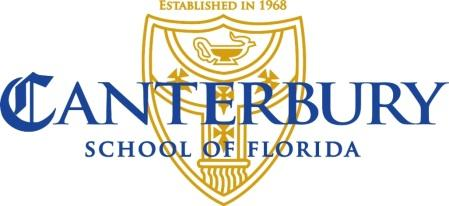 ESTABLISHED IN 1968
CANTERBURY
SCHOOL OF FLORIDA